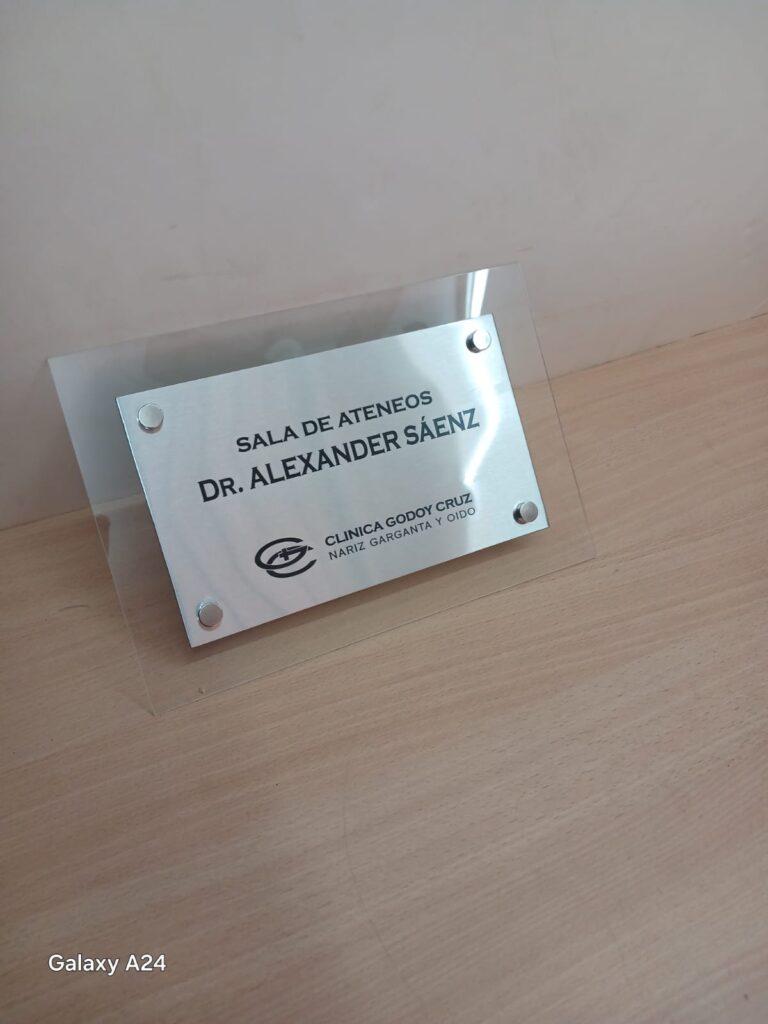 SALA DE ATENEOS
DR. ALEXANDER SÁENZ
CLINICA GODOY CRUZ
NARIZ GARGANTA Y OIDO
Galaxy A24